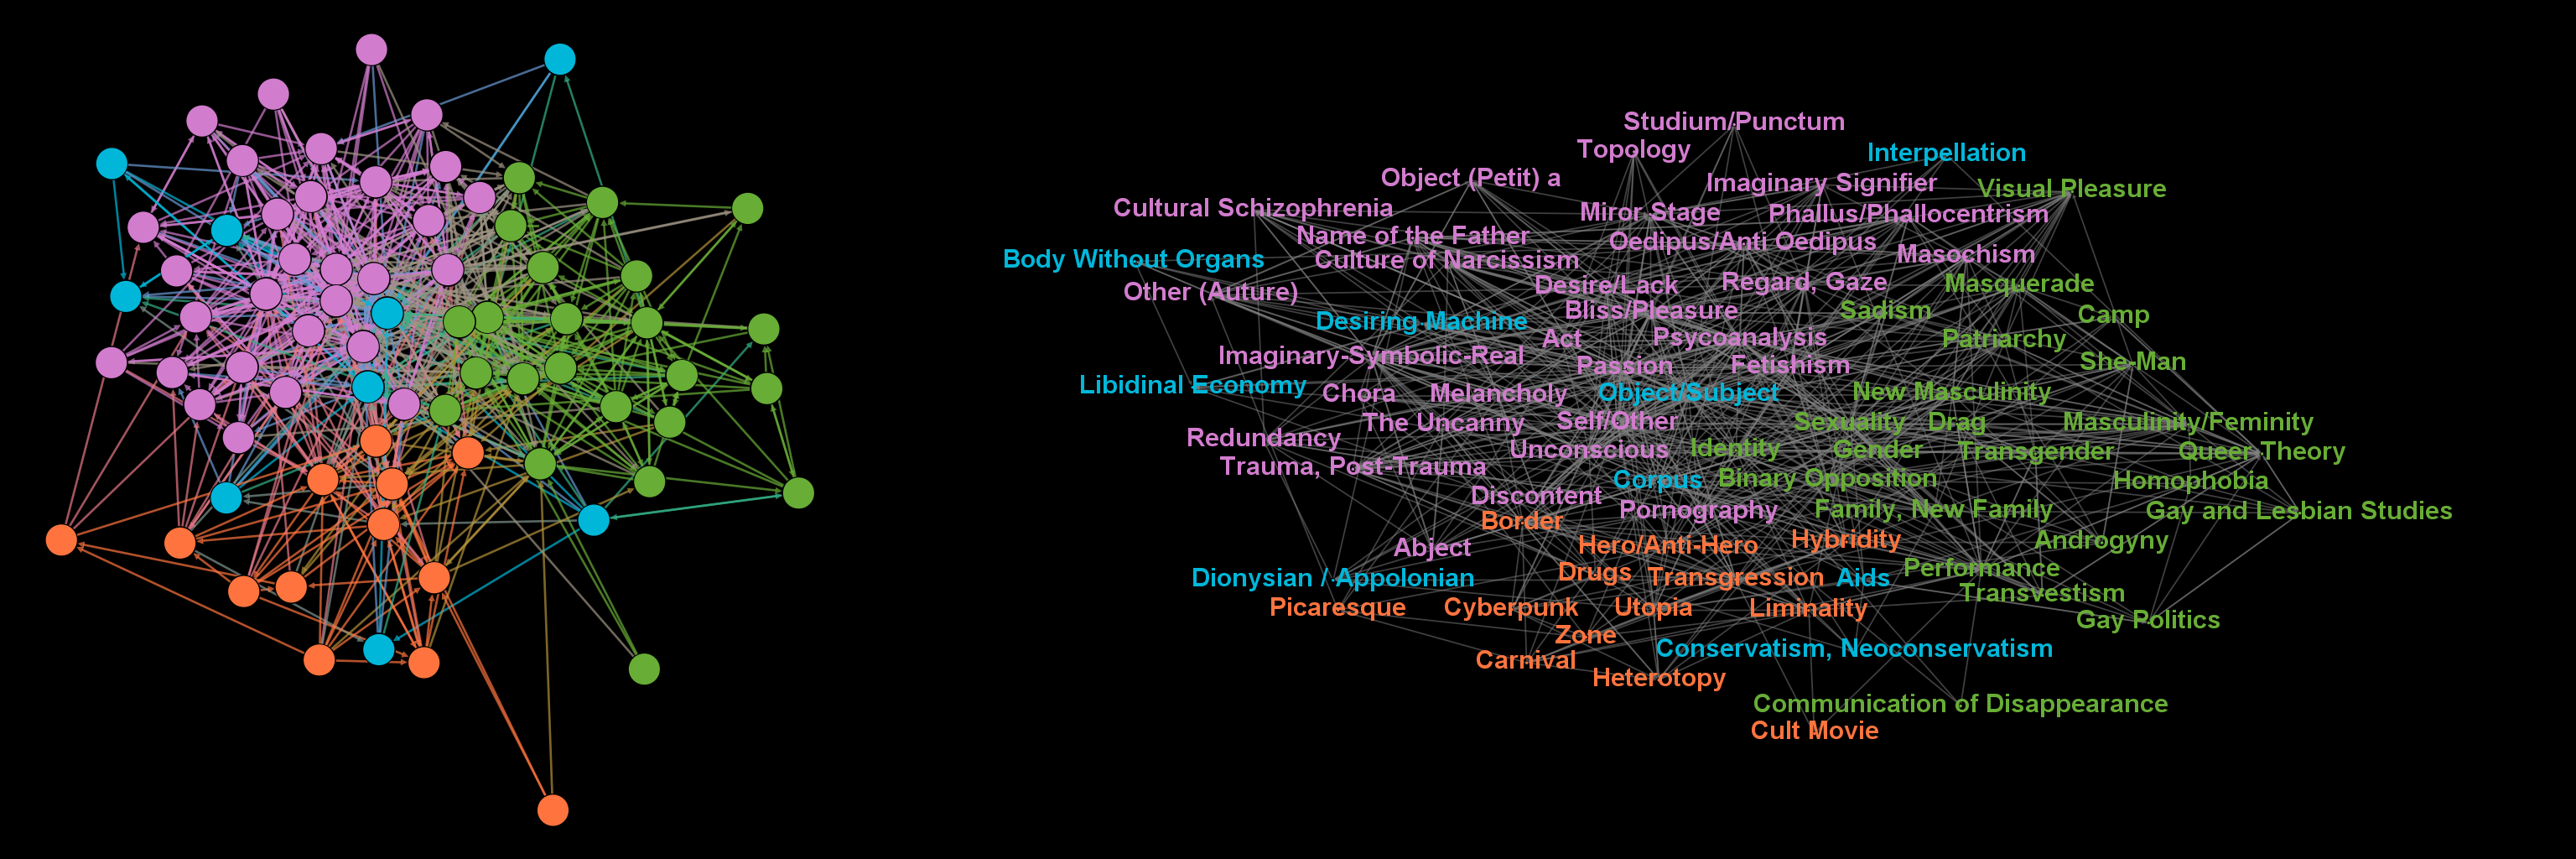 Studium/Punctum
Topology
Interpellation
Object (Petit) a
Imaginary Signifier
Visual Pleasure
Cultural Schizophrenia
Miror Stage
Phallus/Phallocentrism
Name of the Father
Oedipus/Anti Oedipus
Masochism
Body Without Organs
Culture of Narcissism
Other (Auture)
Desire/Lack
Regard, Gaze
Masquerade
Bliss/Pleasure
Sadism
Camp
Desiring Machine
Act
Psycoanalysis
Patriarchy
Imaginary-Symbolic-Real
Passion
Fetishism
She-Man
Libidinal Economy
Chora
Melancholy
Object/Subject
New Masculinity
The Uncanny
Self/Other
Sexuality
Drag
Masculinity/Feminity
Redundancy
Unconscious
Identity
Gender
Transgender
Queer Theory
Trauma, Post-Trauma
Corpus
Binary Opposition
Homophobia
Discontent
Pornography
Family, New Family
Gay and Lesbian Studies
Border
Abject
Hero/Anti-Hero
Hybridity
Androgyny
Dionysian / Appolonian
Drugs
Transgression
Aids
Performance
Picaresque
Cyberpunk
Utopia
Liminality
Transvestism
Zone
Gay Politics
Carnival
Conservatism, Neoconservatism
Heterotopy
Communication of Disappearance
Cult Movie